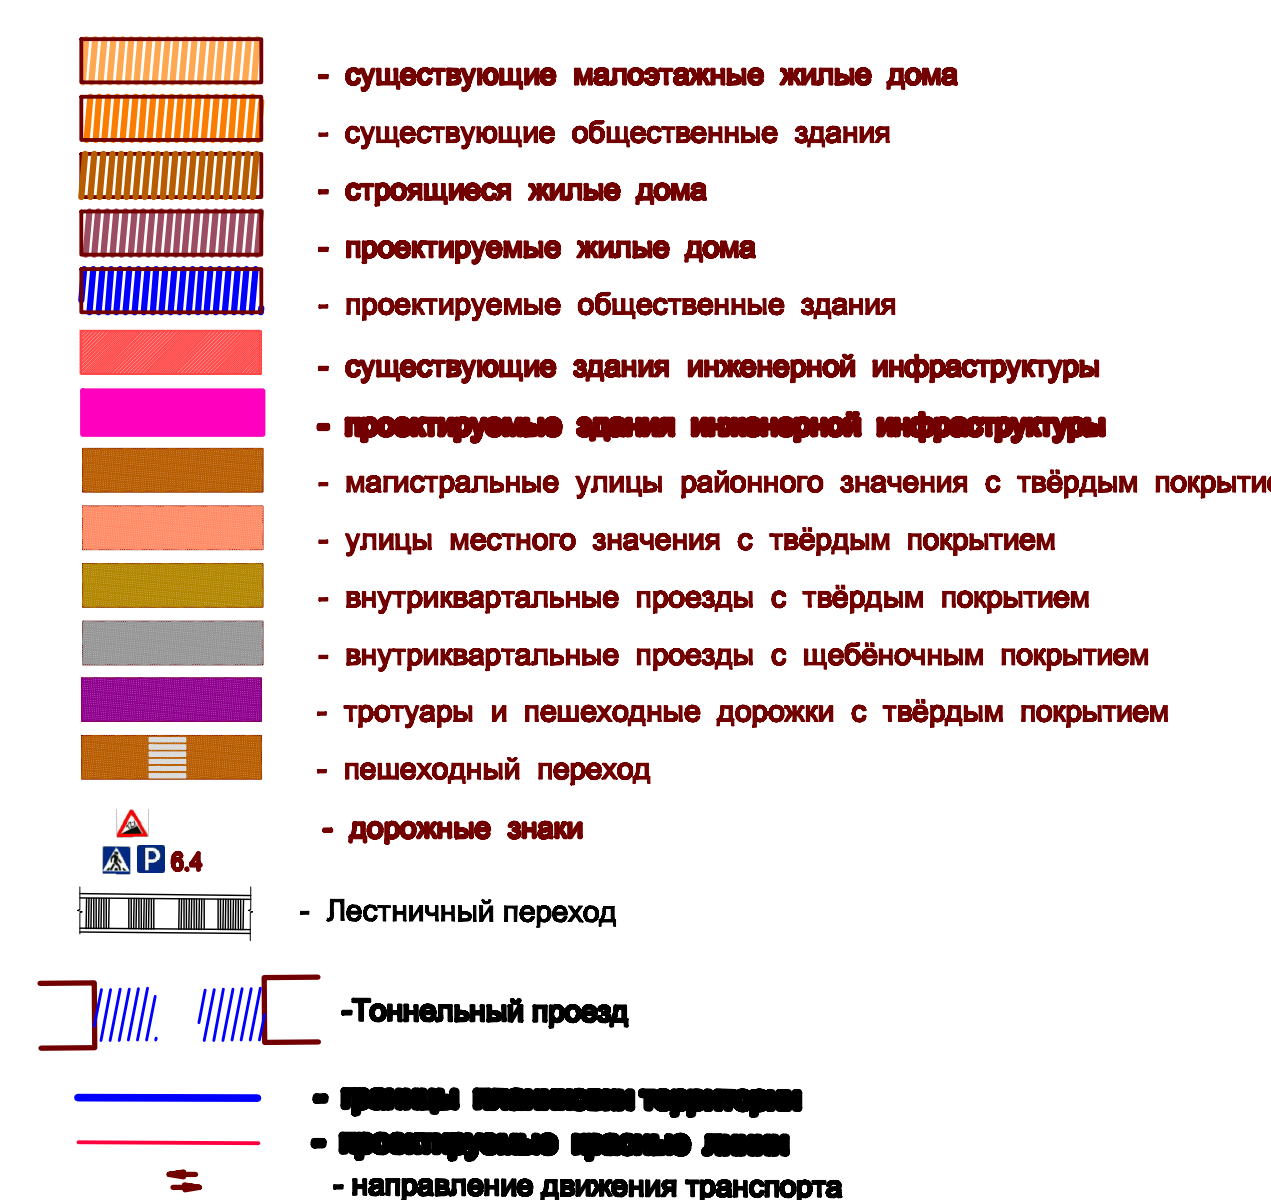 - существующие малоэтажные жилые дома
- существующие общественные здания
- строящиеся жилые дома
- проектируемые жилые дома
- проектируемые общественные здания
- существующие здания инженерной инфраструктуры
- проектируемые здания инженерной инфраструктуры
- магистральные улицы районного значения с твёрдым
- улицы местного значения с твёрдым покрытием
- внутриквартальные проезды с твёрдым покрытием
- внутриквартальные проезды с щебёночным покрытием
- тротуары и пешеходные дорожки с твёрдым покрытием
- пешеходный переход
- дорожные знаки
P 6.4
- Лестничный переход
-Тоннельный проезд
- границы планировки территории
- проектируемые красные линии
- направление движения транспорта